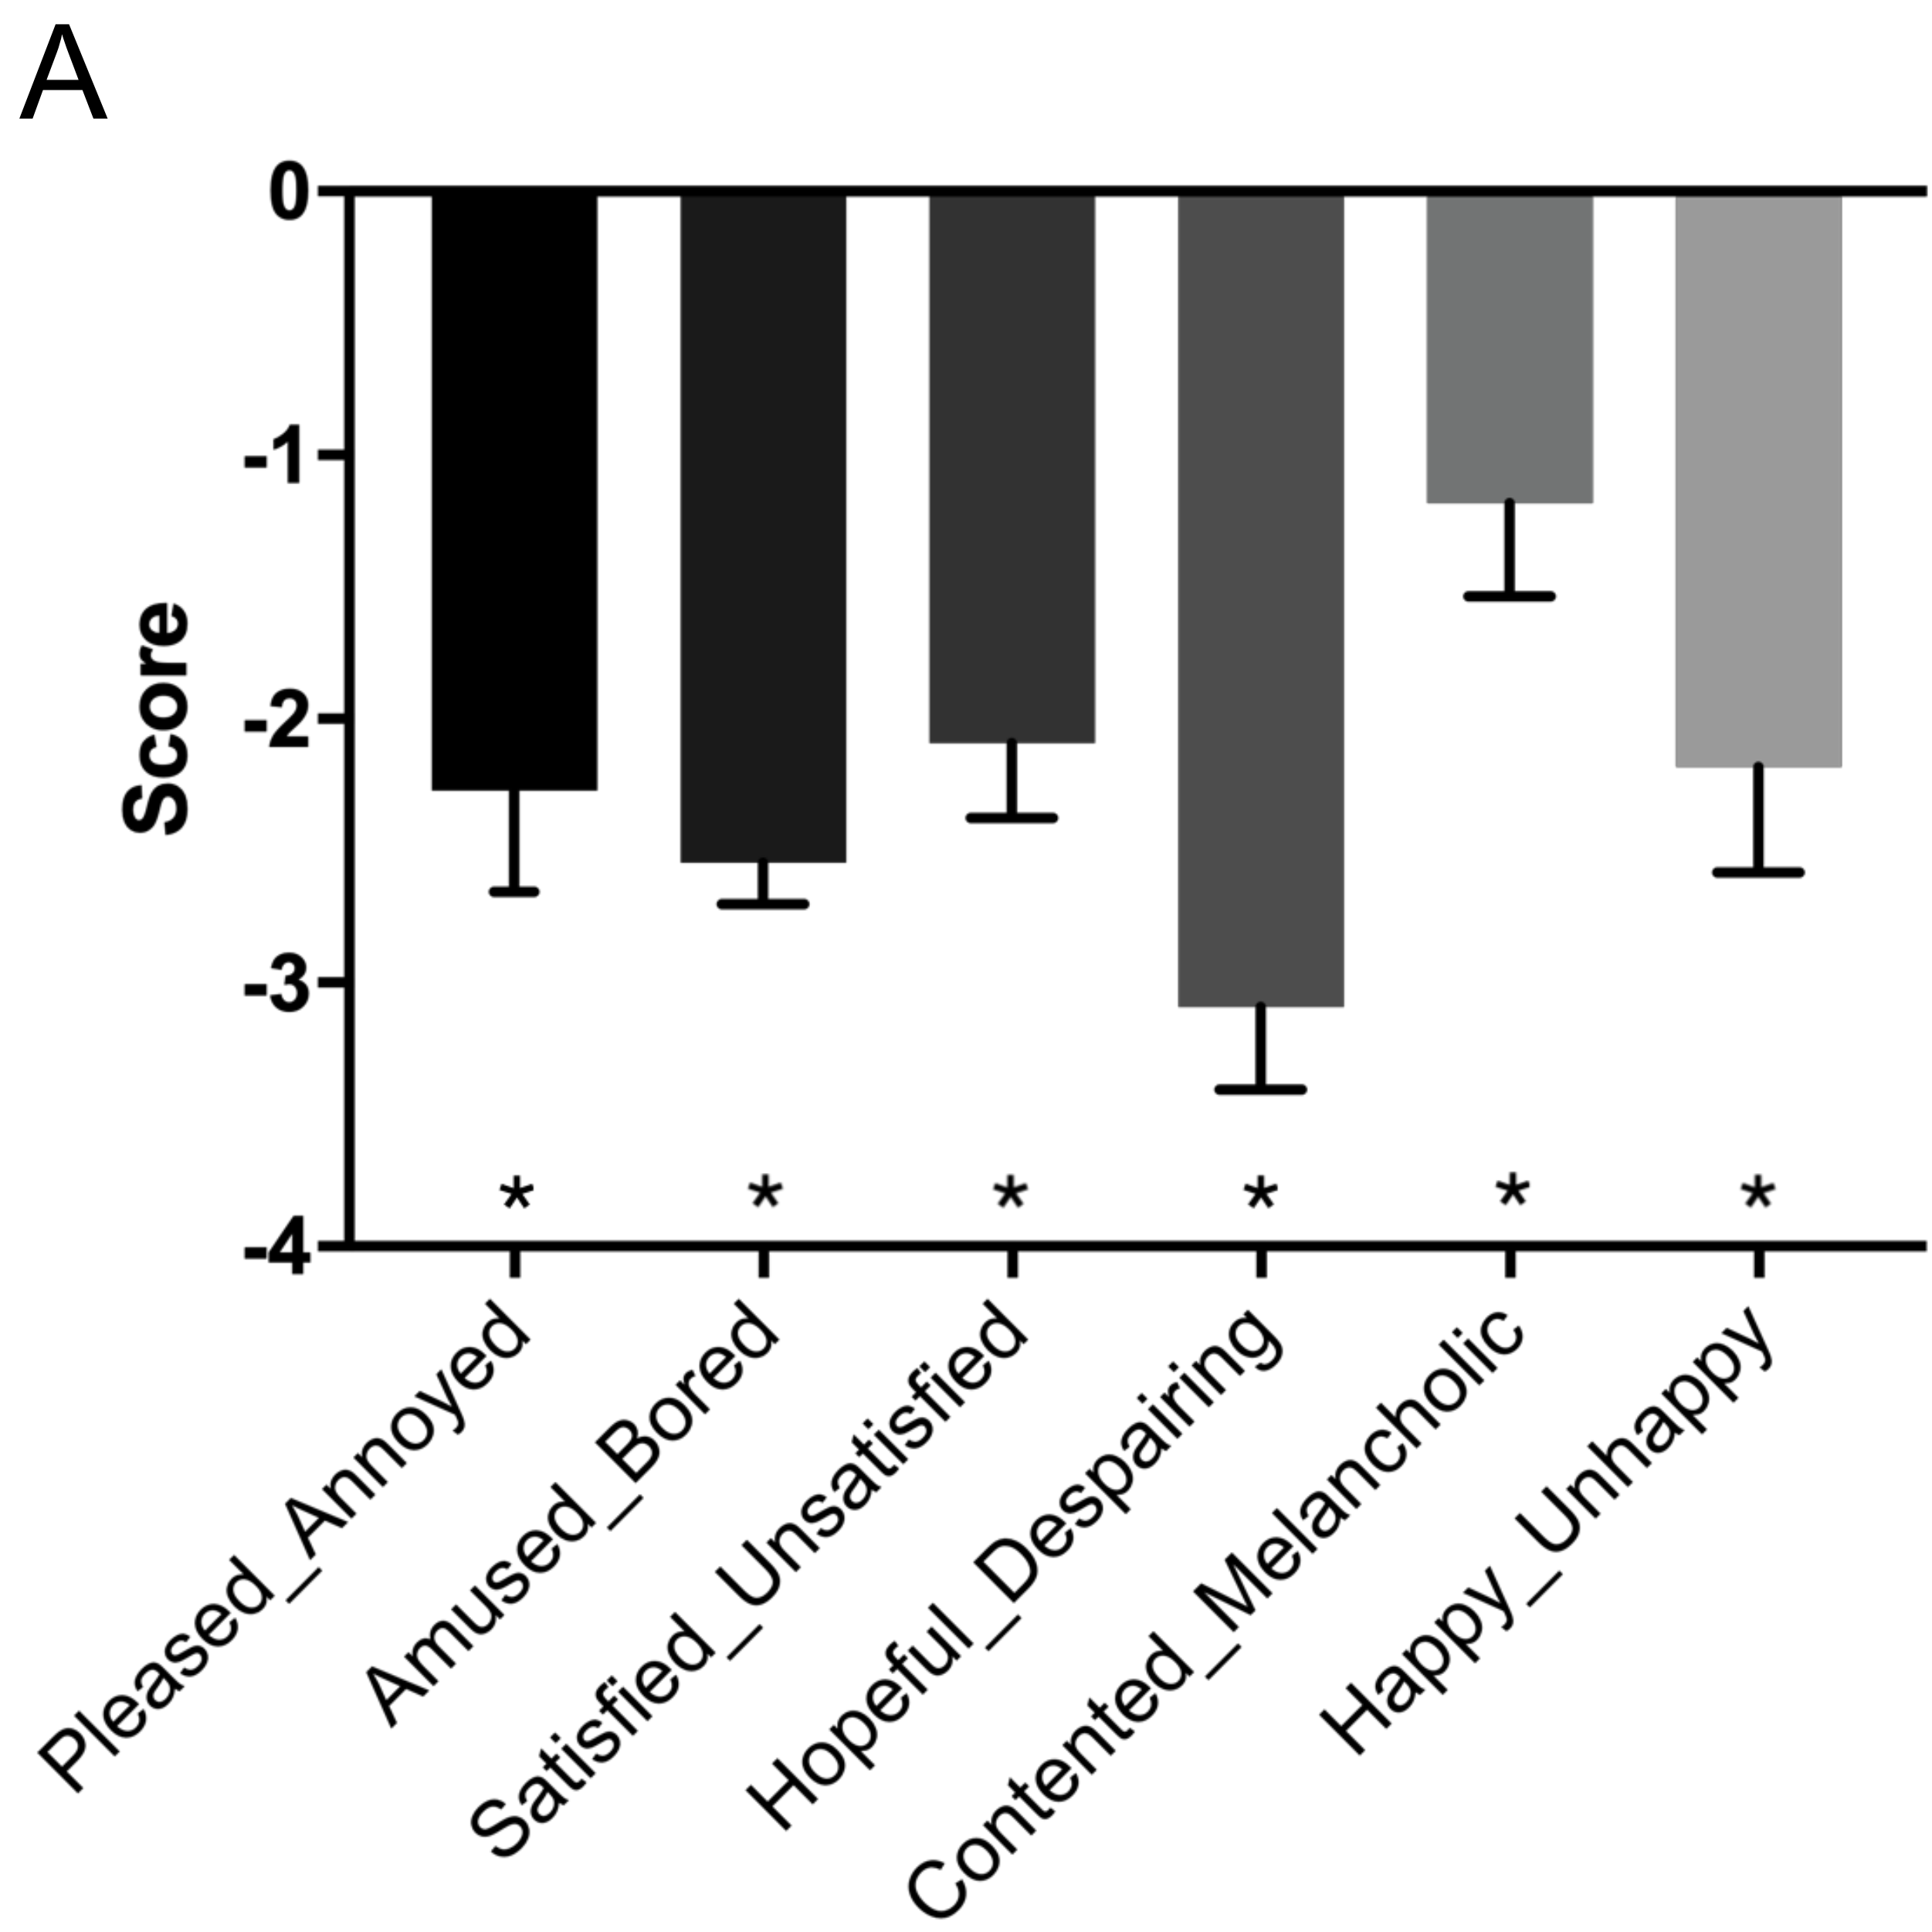 A
0
-1
-2
-3
-4
Score
* * * * * *
Pleased_Annoyed
Amused_Bored
Satisfied_Unsatisfied
Hopeful_Despairing
Contented_Melancholic
Happy_Unhappy